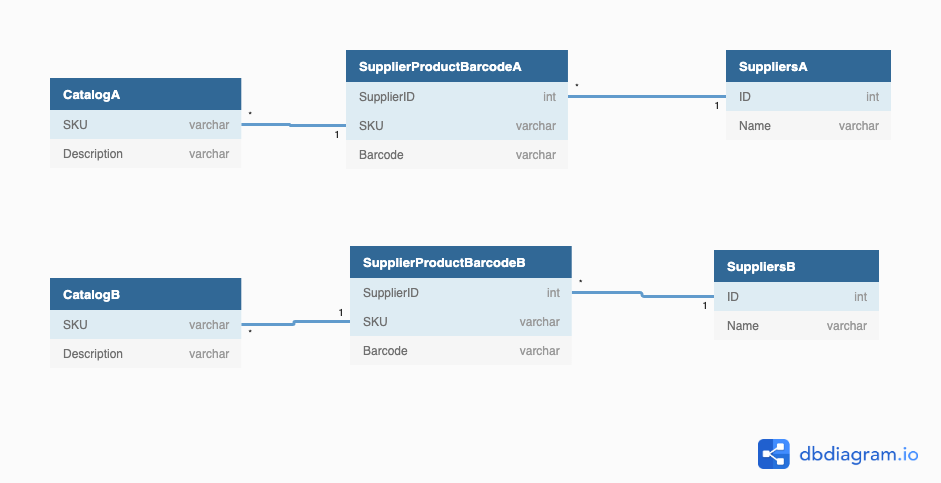 CatalogA
SKU varchar
Description varchar
*
1
SupplierProductBarcodeA
SupplierID int
SKU varchar
Barcode varchar
*
1
SuppliersA
ID int
Name varchar
CatalogB
SKU varchar
Description varchar
*
1
SupplierProductBarcodeB
SupplierID int
SKU varchar
Barcode varchar
*
1
SuppliersB
ID int
Name varchar
dbdiagram.io